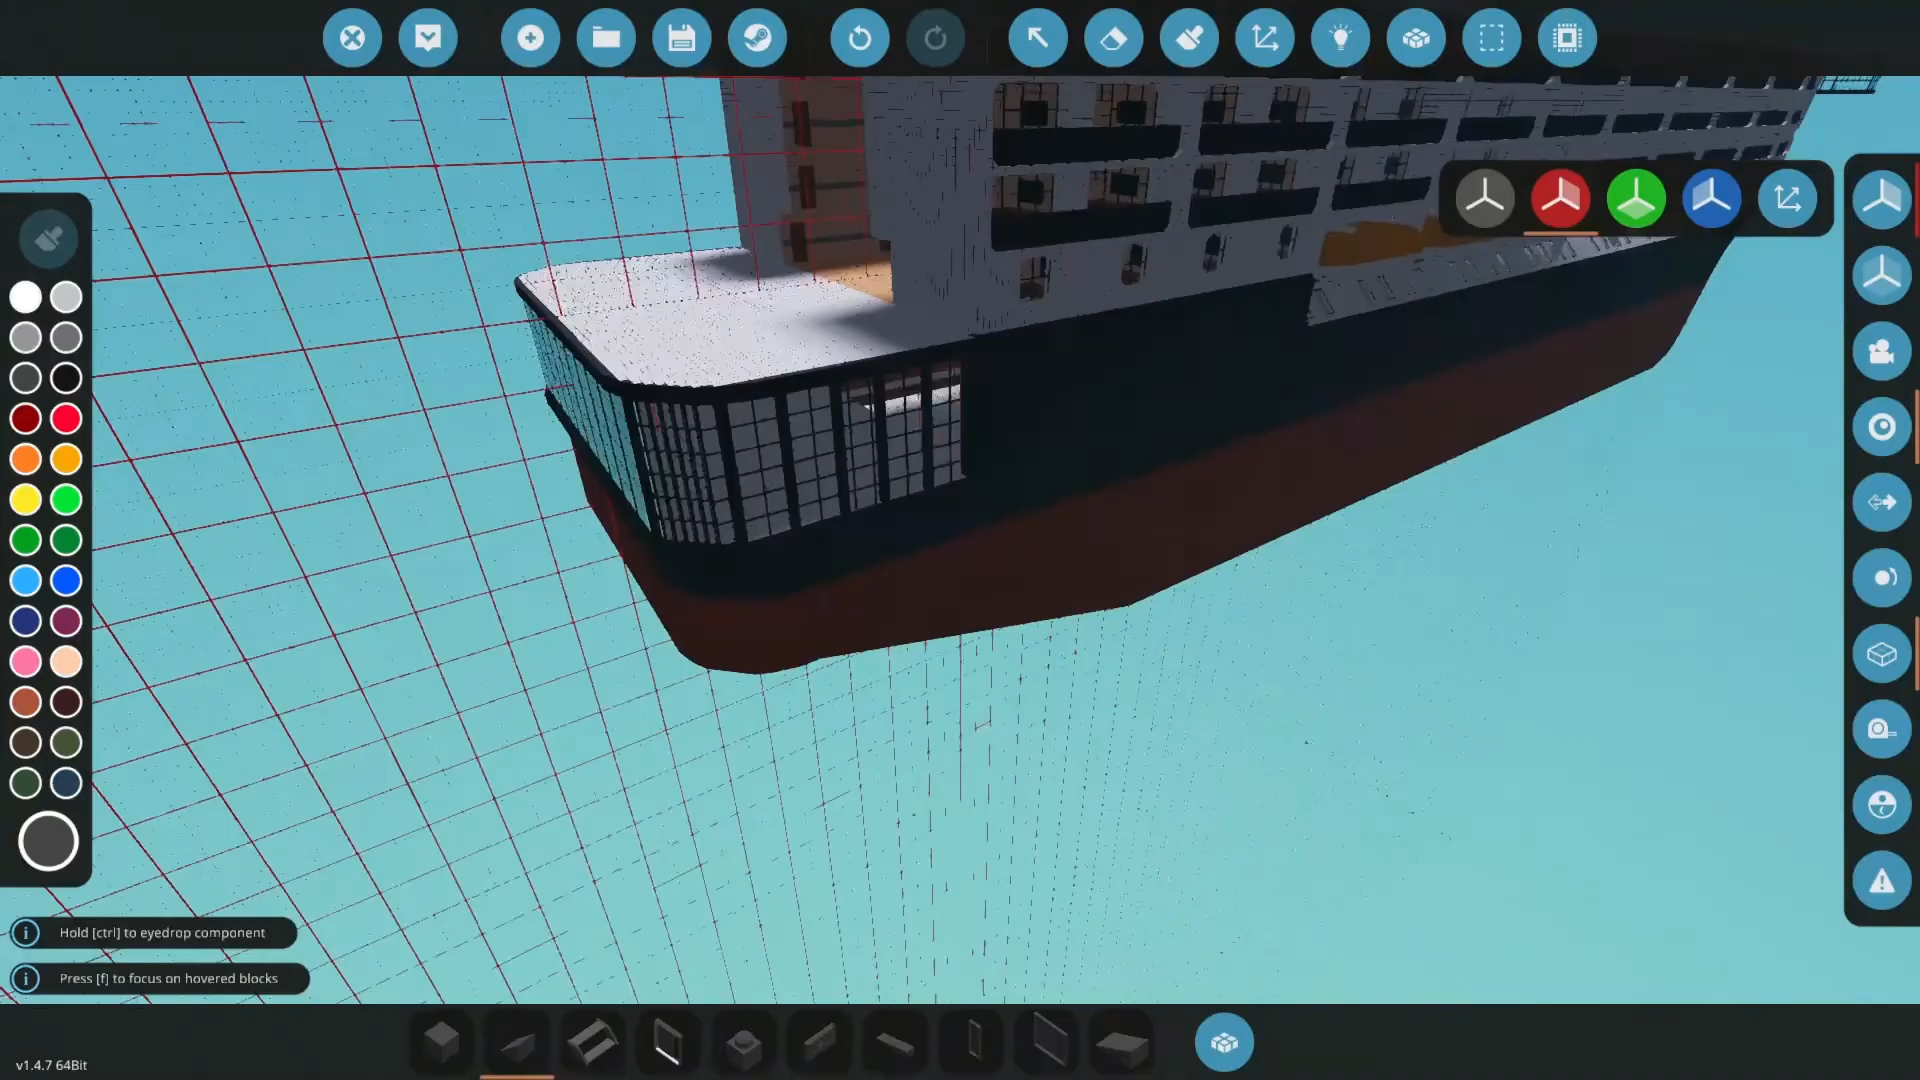 Hold [ctrl] to eyedrop component
Press [f] to focus on hovered blocks
v1.4.7 64Bit